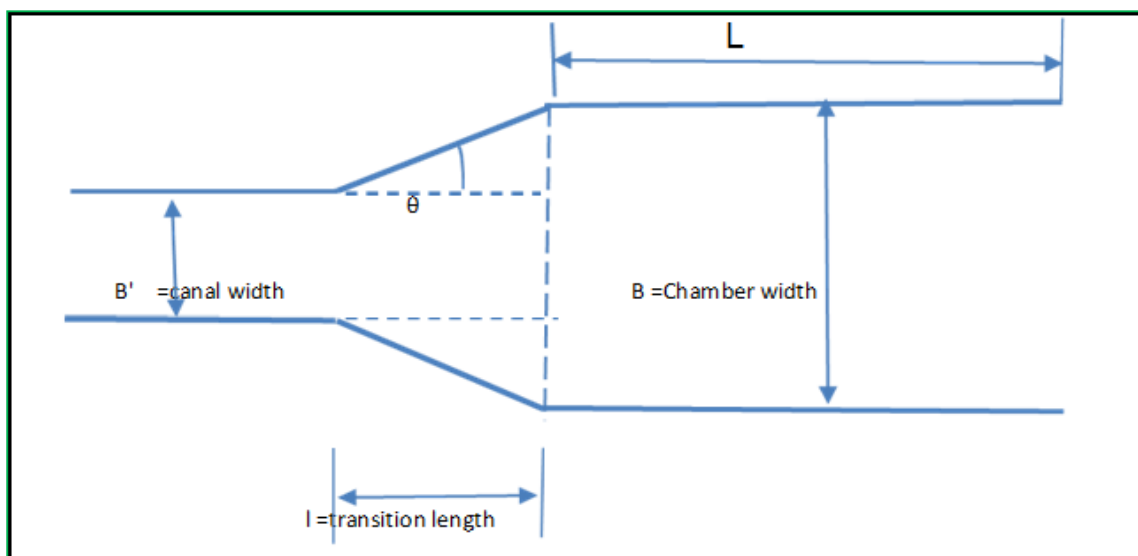 L
θ
B' =canal width
B =Chamber width
l =transition length